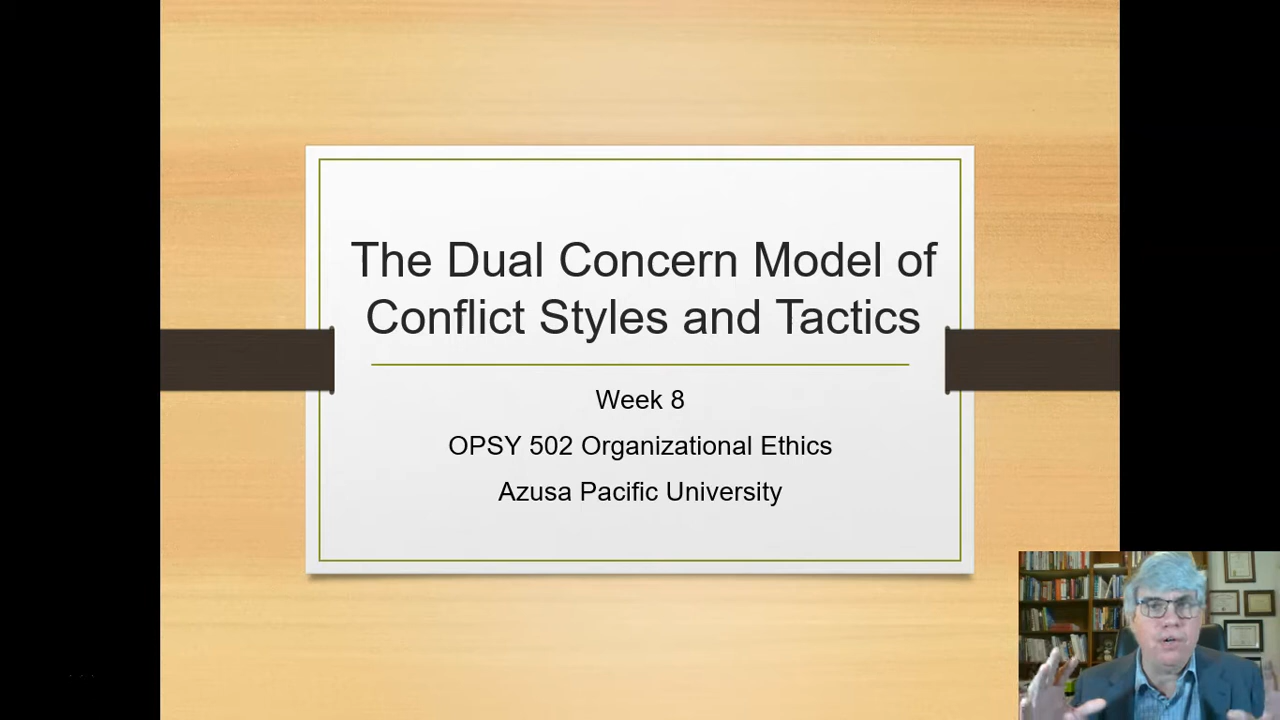 The Dual Concern Model of
Conflict Styles and Tactics
Week 8
OPSY 502 Organizational Ethics
Azusa Pacific University